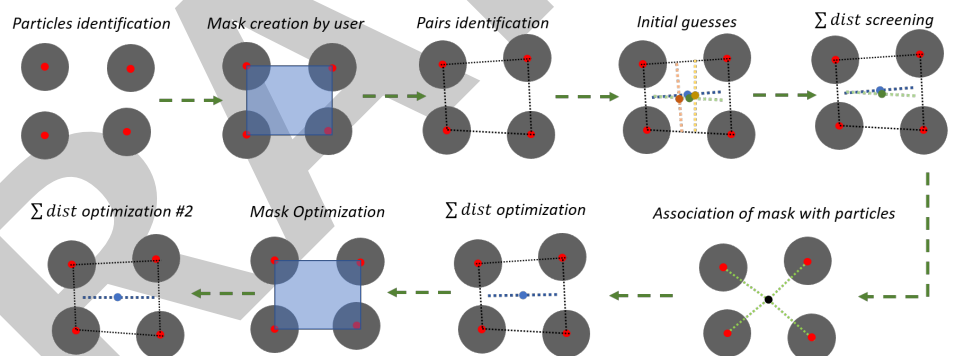 Particles identification
Mask creation by user
Pairs identification
Initial guesses
∑ dist screening
∑ dist optimization #2
Mask Optimization
∑ dist optimization
Association of mask with particles